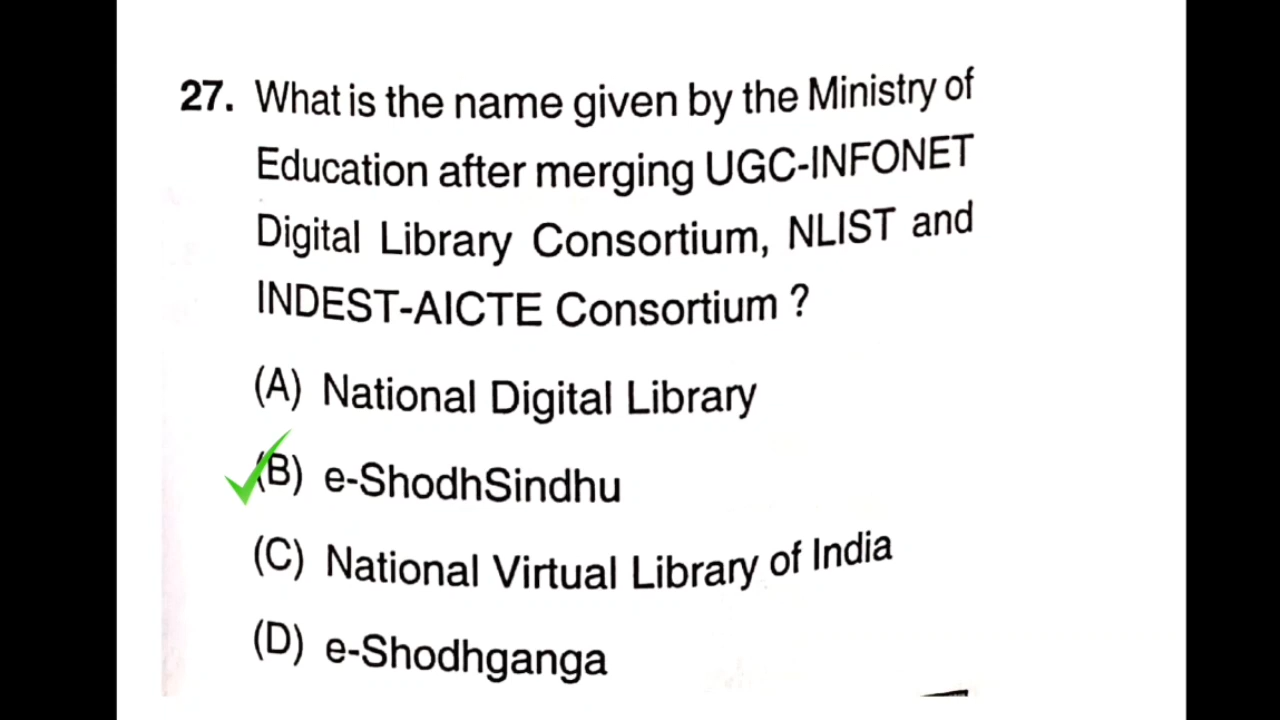 27. What is the name given by the Ministry of
Education after merging UGC-INFONET
Digital Library Consortium, NLIST and
INDEST-AICTE Consortium ?
(A) National Digital Library
(B) e-ShodhSindhu
(C) National Virtual Library of India
(D) e-Shodhganga